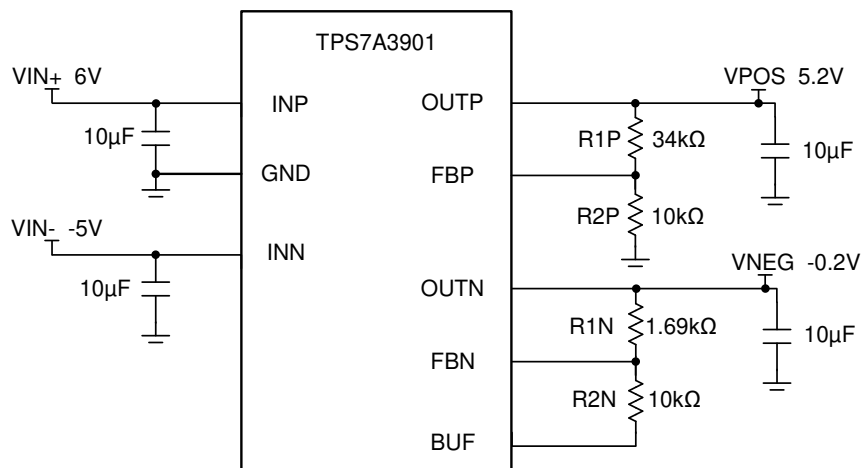 TPS7A3901
VIN+ 6V
INP
OUTP
VPOS 5.2V
10µF
R1P
34kΩ
10µF
GND
FBP
R2P
10kΩ
VIN- -5V
INN
VNEG -0.2V
10µF
OUTN
R1N
1.69kΩ
10µF
FBN
R2N
10kΩ
BUF